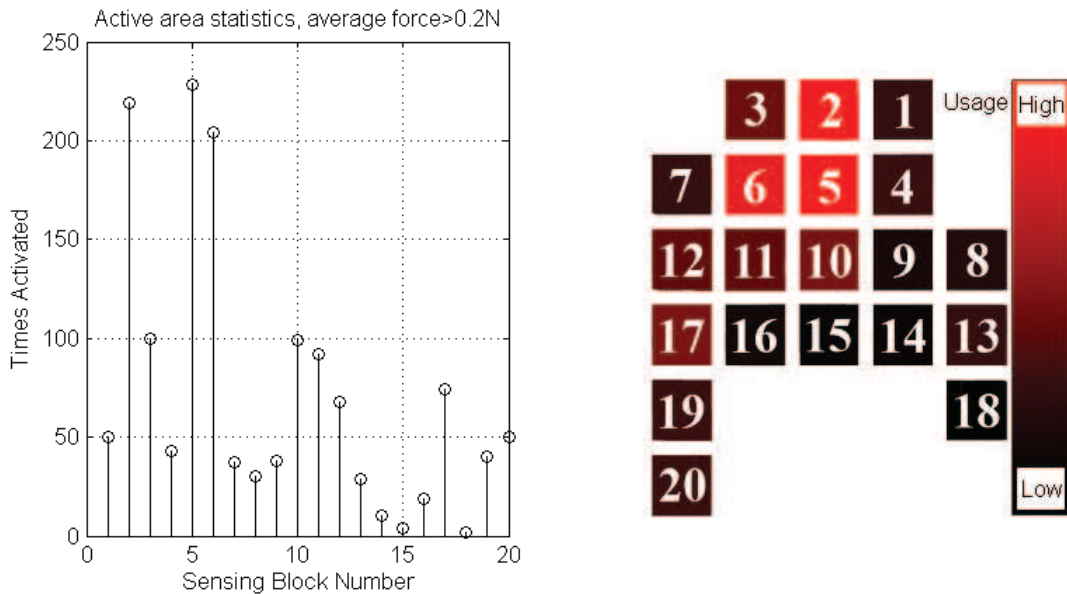 Active area statistics, average force>0.2N
250
200
150
100
50
0
0 5 10 15 20
Times Activated
Sensing Block Number
3 2 1 Usage High
7 6 5 4
12 11 10 9 8
17 16 15 14 13
19 18
20 Low